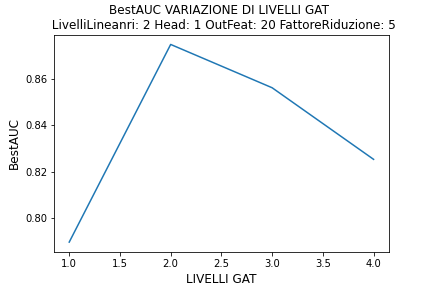 BestAUC VARIAZIONE DI LIVELLI GAT
LivelliLineanri: 2 Head: 1 OutFeat: 20 FattoreRiduzione: 5
BestAUC
0.86
0.84
0.82
0.80
1.0 1.5 2.0 2.5 3.0 3.5 4.0
LIVELLI GAT